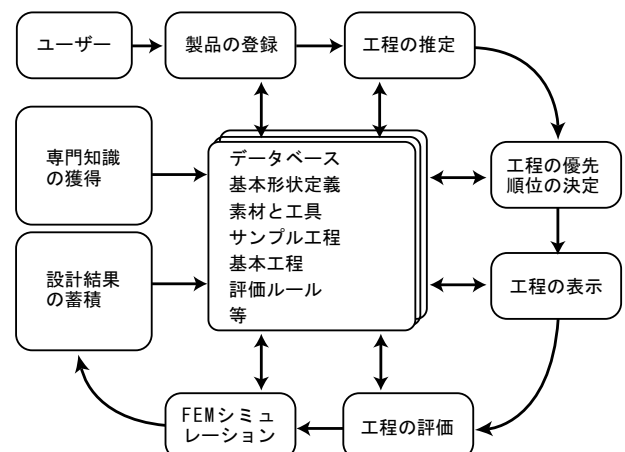 ユーザー
製品の登録
工程の推定
専門知識
の獲得
データベース
基本形状定義
素材と工具
サンプル工程
基本工程
評価ルール
等
工程の優先
順位の決定
設計結果
の蓄積
工程の表示
FEMシミュ
レーション
工程の評価